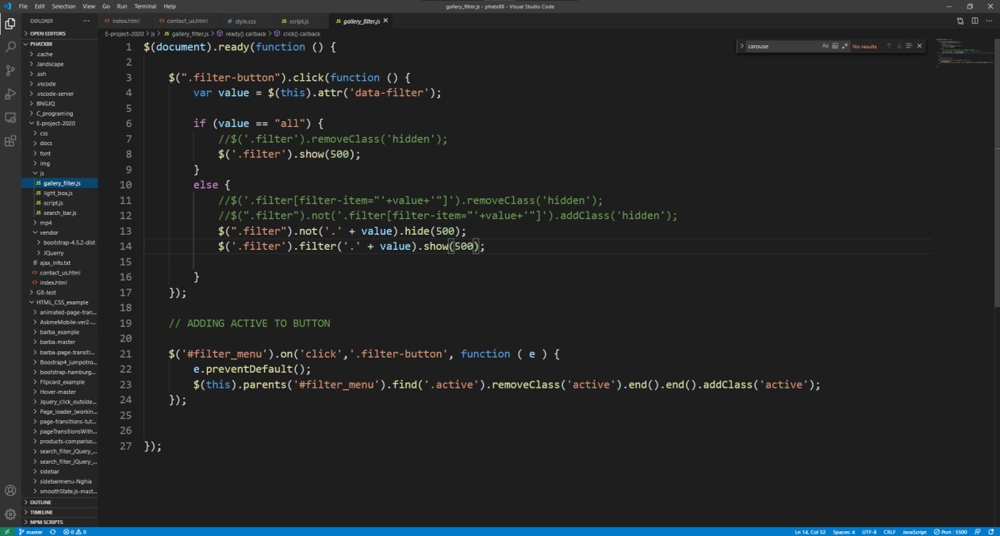 File Edit Selection View Go Run Terminal Help
gallery_filter.js - phatx88 - Visual Studio Code
EXPLORER
index.html
contact_us.html
style.css
script.js
gallery_filter.js
E-project-2020 > js > JS gallery_filter.js > ready() callback > click() callback
OPEN EDITORS
PHATX88
.cache
.landscape
.ssh
.vscode
.vscode-server
BNGJQ
C_programing
E-project-2020
css
docs
font
img
js
JS gallery_filter.js
JS light_box.js
JS script.js
JS search_bar.js
mp4
vendor
bootstrap-4.5.2-dist
JQuerry
ajax_info.txt
contact_us.html
index.html
Git-test
HTML_CSS_example
animated-page-tran...
AskmeMobile-ver2-...
barba_example
barba-master
barba-page-transiti...
Boostrap4_jumpotro...
bootstrap-hamburg...
Flipcard_example
Hover-master
Jquery_click_outside...
Page_loader_(workin...
page-transitions-tut...
pageTransitionsWith...
products-compariso...
search_filter_jQuery_...
search_filter_jQuery_...
sidebar
sidebarmenu-Nghia
smoothState.js-mast...
OUTLINE
TIMELINE
NPM SCRIPTS
carouse
Aa
No results
1 $(document).ready(function () {
2
3 $(".filter-button").click(function () {
4 var value = $(this).attr('data-filter');
5
6 if (value == "all") {
7 //$('.filter').removeClass('hidden');
8 $('.filter').show(500);
9 }
10 else {
11 //$('.filter[filter-item="'+value+'"]').removeClass('hidden');
12 //$(".filter").not('.filter[filter-item="'+value+'"]').addClass('hidden');
13 $(".filter").not('.' + value).hide(500);
14 $('.filter').filter('.' + value).show(500);
15
16 }
17 });
18
19 // ADDING ACTIVE TO BUTTON
20
21 $('#filter_menu').on('click','.filter-button', function ( e ) {
22 e.preventDefault();
23 $(this).parents('#filter_menu').find('.active').removeClass('active').end().end().addClass('active');
24 });
25
26
27 });
master 0 0
Ln 14, Col 52 Spaces: 4 UTF-8 CRLF JavaScript Port : 5500